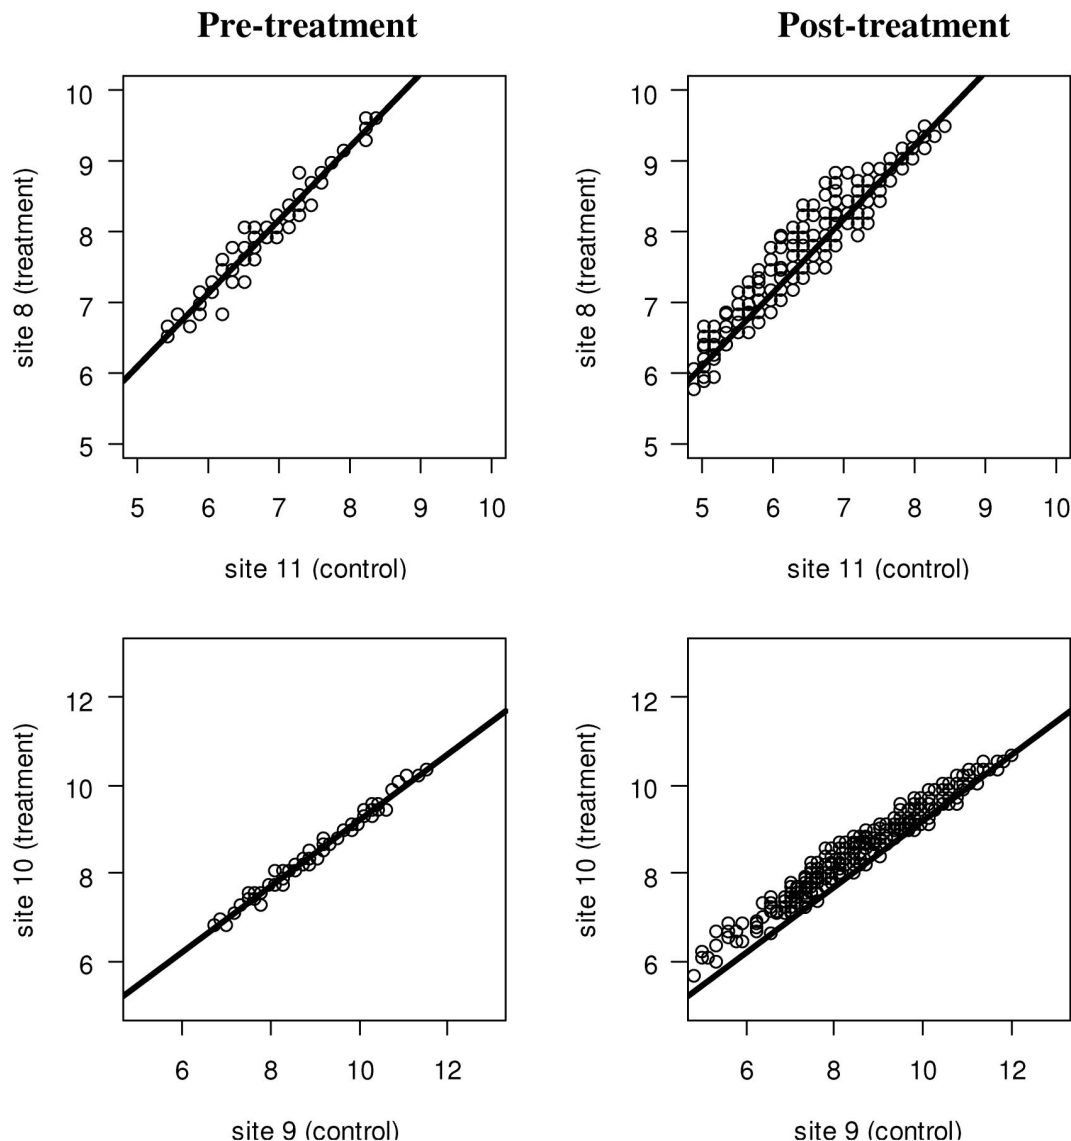 Pre-treatment
Post-treatment
10
9
8
7
6
5
site 8 (treatment)
5 6 7 8 9 10
site 11 (control)
10
9
8
7
6
5
site 8 (treatment)
5 6 7 8 9 10
site 11 (control)
12
10
8
6
site 10 (treatment)
6 8 10 12
site 9 (control)
12
10
8
6
site 10 (treatment)
6 8 10 12
site 9 (control)